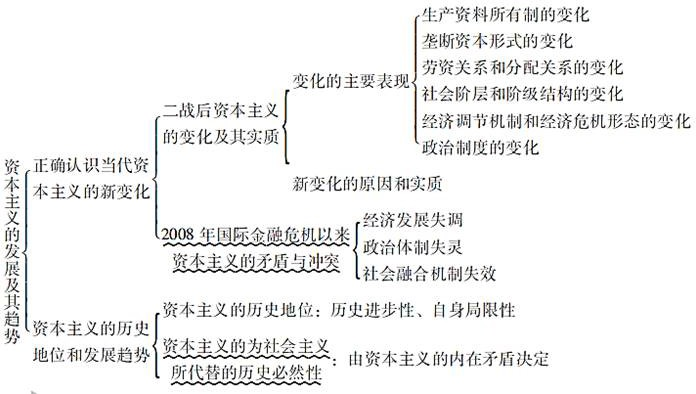 资本主义的发展及其趋势
正确认识当代资
本主义的新变化
二战后资本主义
的变化及其实质
变化的主要表现
生产资料所有制的变化
垄断资本形式的变化
劳资关系和分配关系的变化
社会阶层和阶级结构的变化
经济调节机制和经济危机形态的变化
政治制度的变化
新变化的原因和实质
2008 年国际金融危机以来
资本主义的矛盾与冲突
经济发展失调
政治体制失灵
社会融合机制失效
资本主义的历史
地位和发展趋势
资本主义的历史地位：历史进步性、自身局限性
资本主义的为社会主义
所代替的历史必然性
：由资本主义的内在矛盾决定